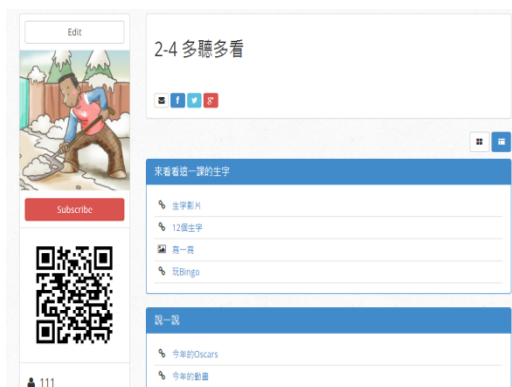 Edit
Subscribe
111
2-4 多聽多看
來看看這一課的生字
生字影片
12個生字
寫一寫
玩Bingo
說一說
今年的Oscars
今年的動畫